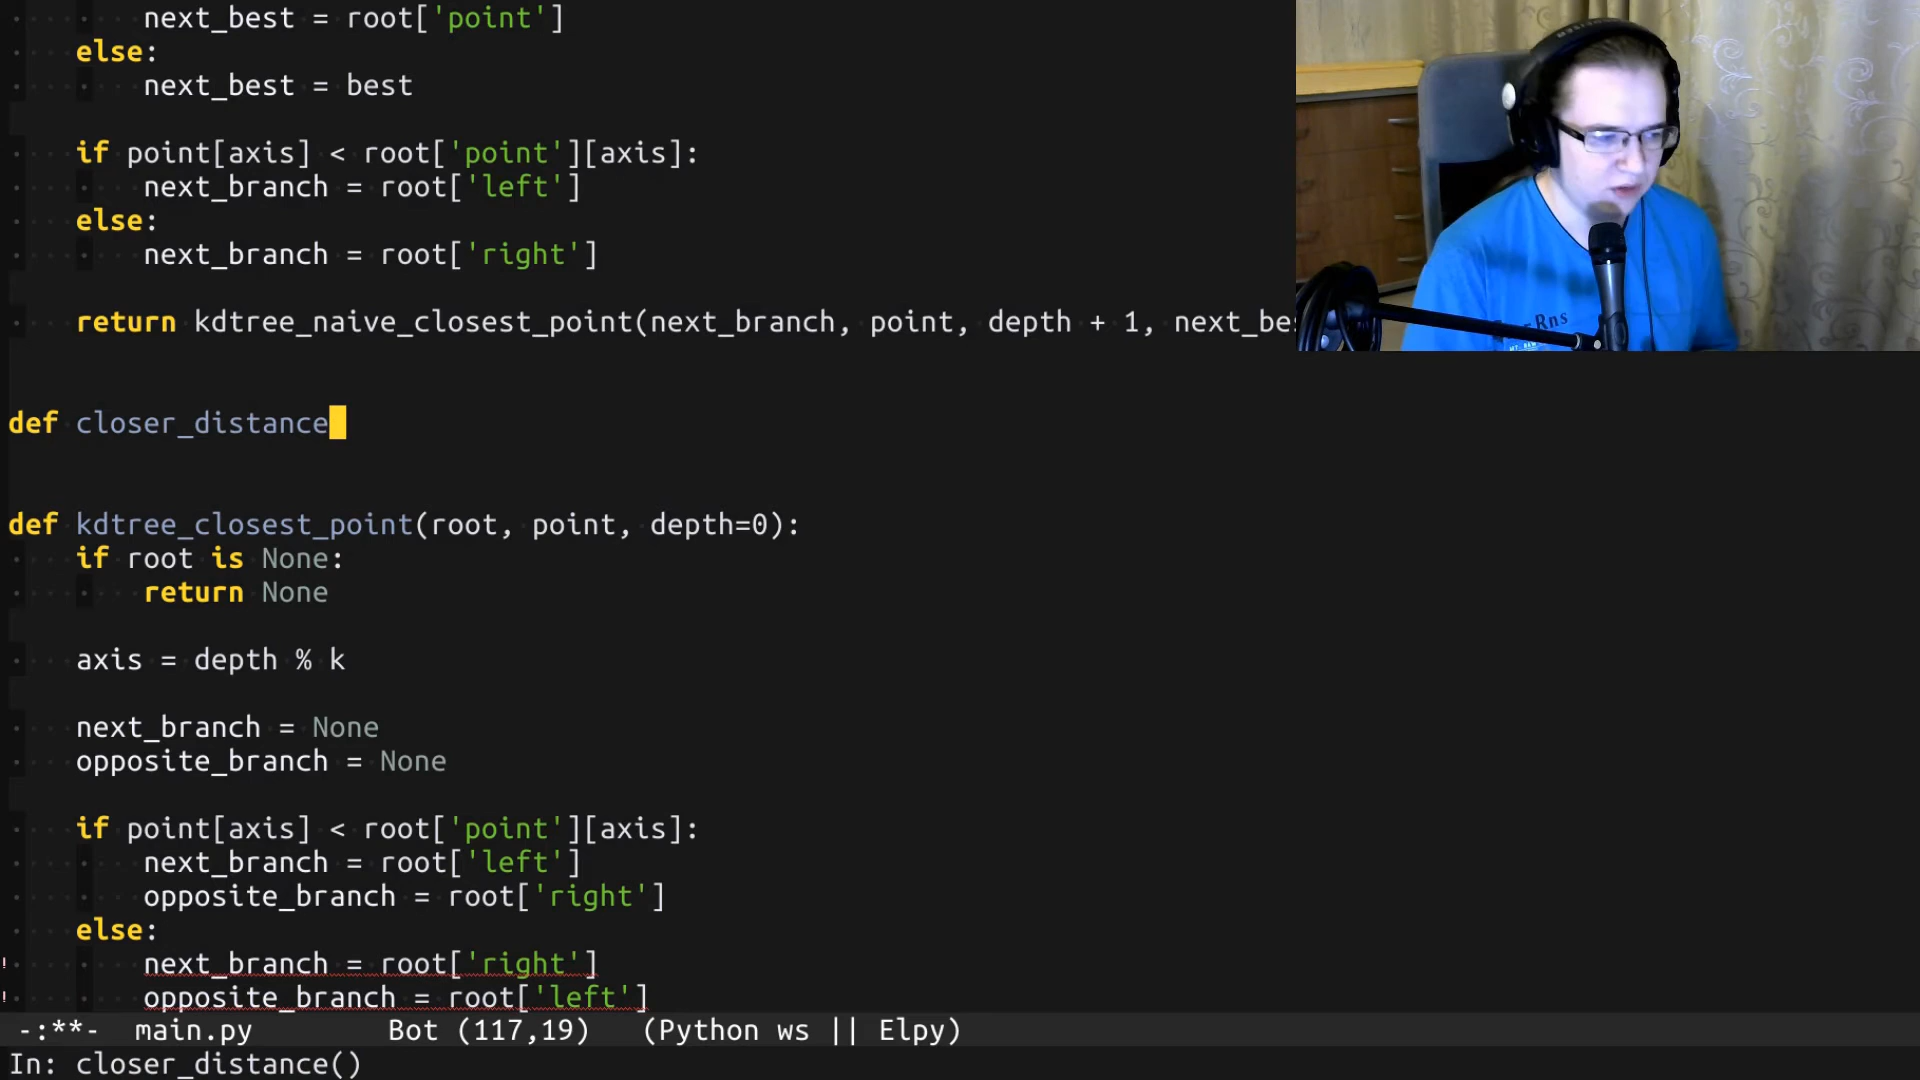 next_best = root['point']
else:
next_best = best
if point[axis] < root['point'][axis]:
next_branch = root['left']
else:
next_branch = root['right']
return kdtree_naive_closest_point(next_branch, point, depth + 1, next_bes
def closer_distance
def kdtree_closest_point(root, point, depth=0):
if root is None:
return None
axis = depth % k
next_branch = None
opposite_branch = None
if point[axis] < root['point'][axis]:
next_branch = root['left']
opposite_branch = root['right']
else:
! next_branch = root['right']
! opposite_branch = root['left']
-:**- main.py Bot (117,19) (Python ws || Elpy)
In: closer_distance()